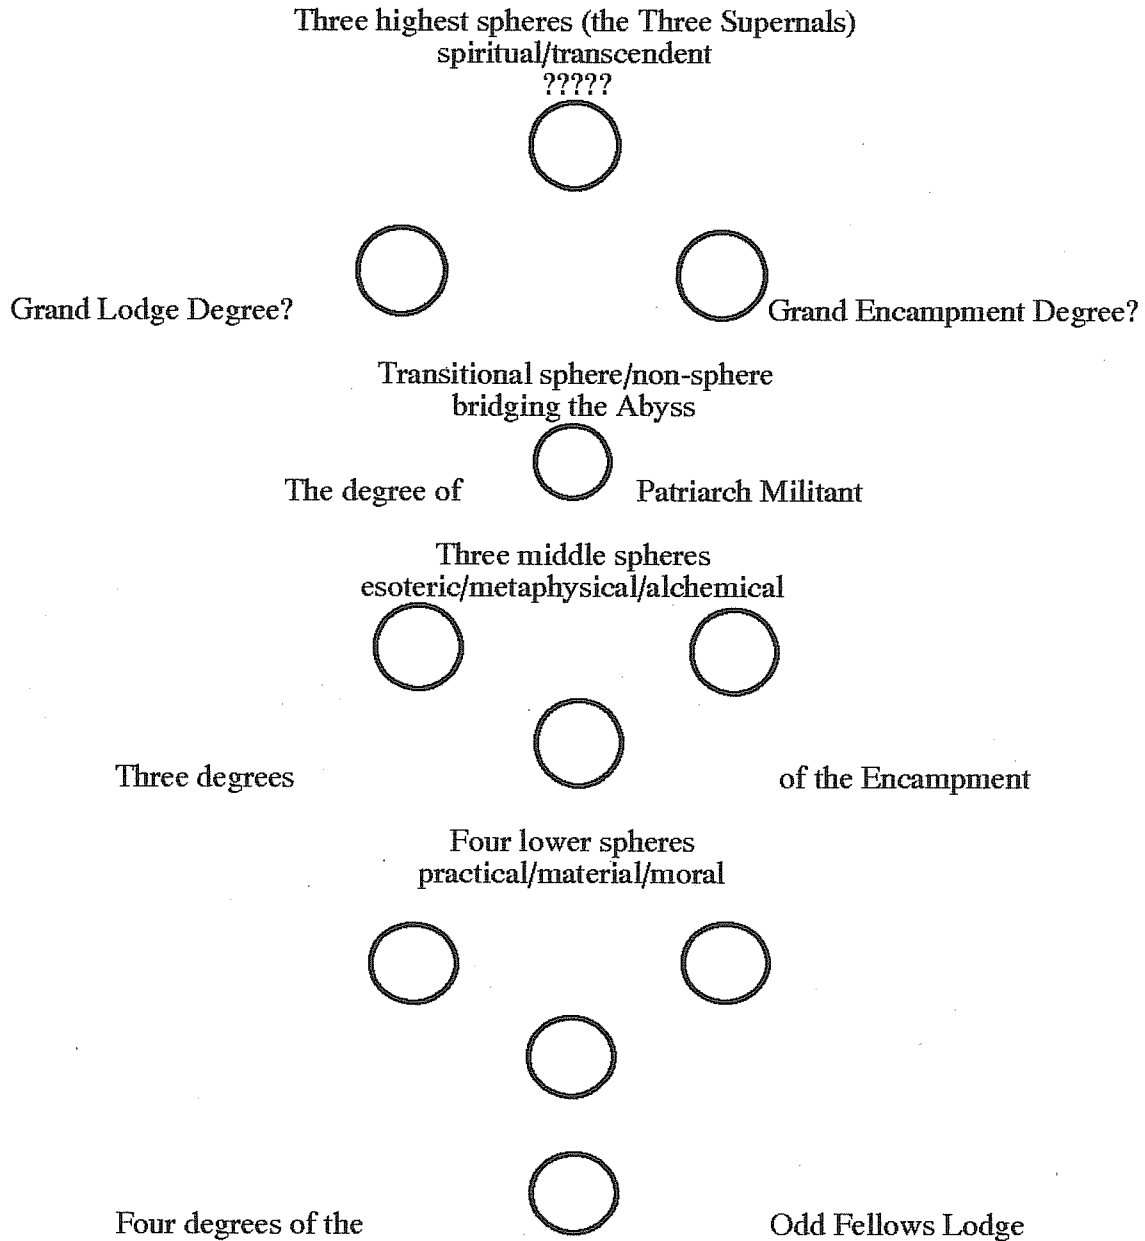 Three highest spheres (the Three Supernals)
spiritual/transcendent
?????
Grand Lodge Degree? Grand Encampment Degree?
Transitional sphere/non-sphere
bridging the Abyss
The degree of Patriarch Militant
Three middle spheres
esoteric/metaphysical/alchemical
Three degrees of the Encampment
Four lower spheres
practical/material/moral
Four degrees of the Odd Fellows Lodge